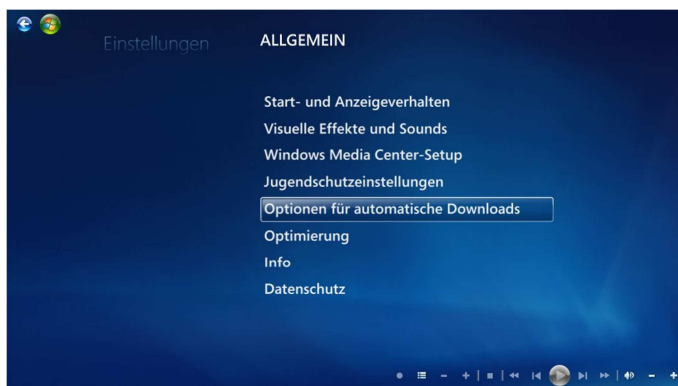 Einstellungen
ALLGEMEIN
Start- und Anzeigeverhalten
Visuelle Effekte und Sounds
Windows Media Center-Setup
Jugendschutzeinstellungen
Optionen für automatische Downloads
Optimierung
Info
Datenschutz